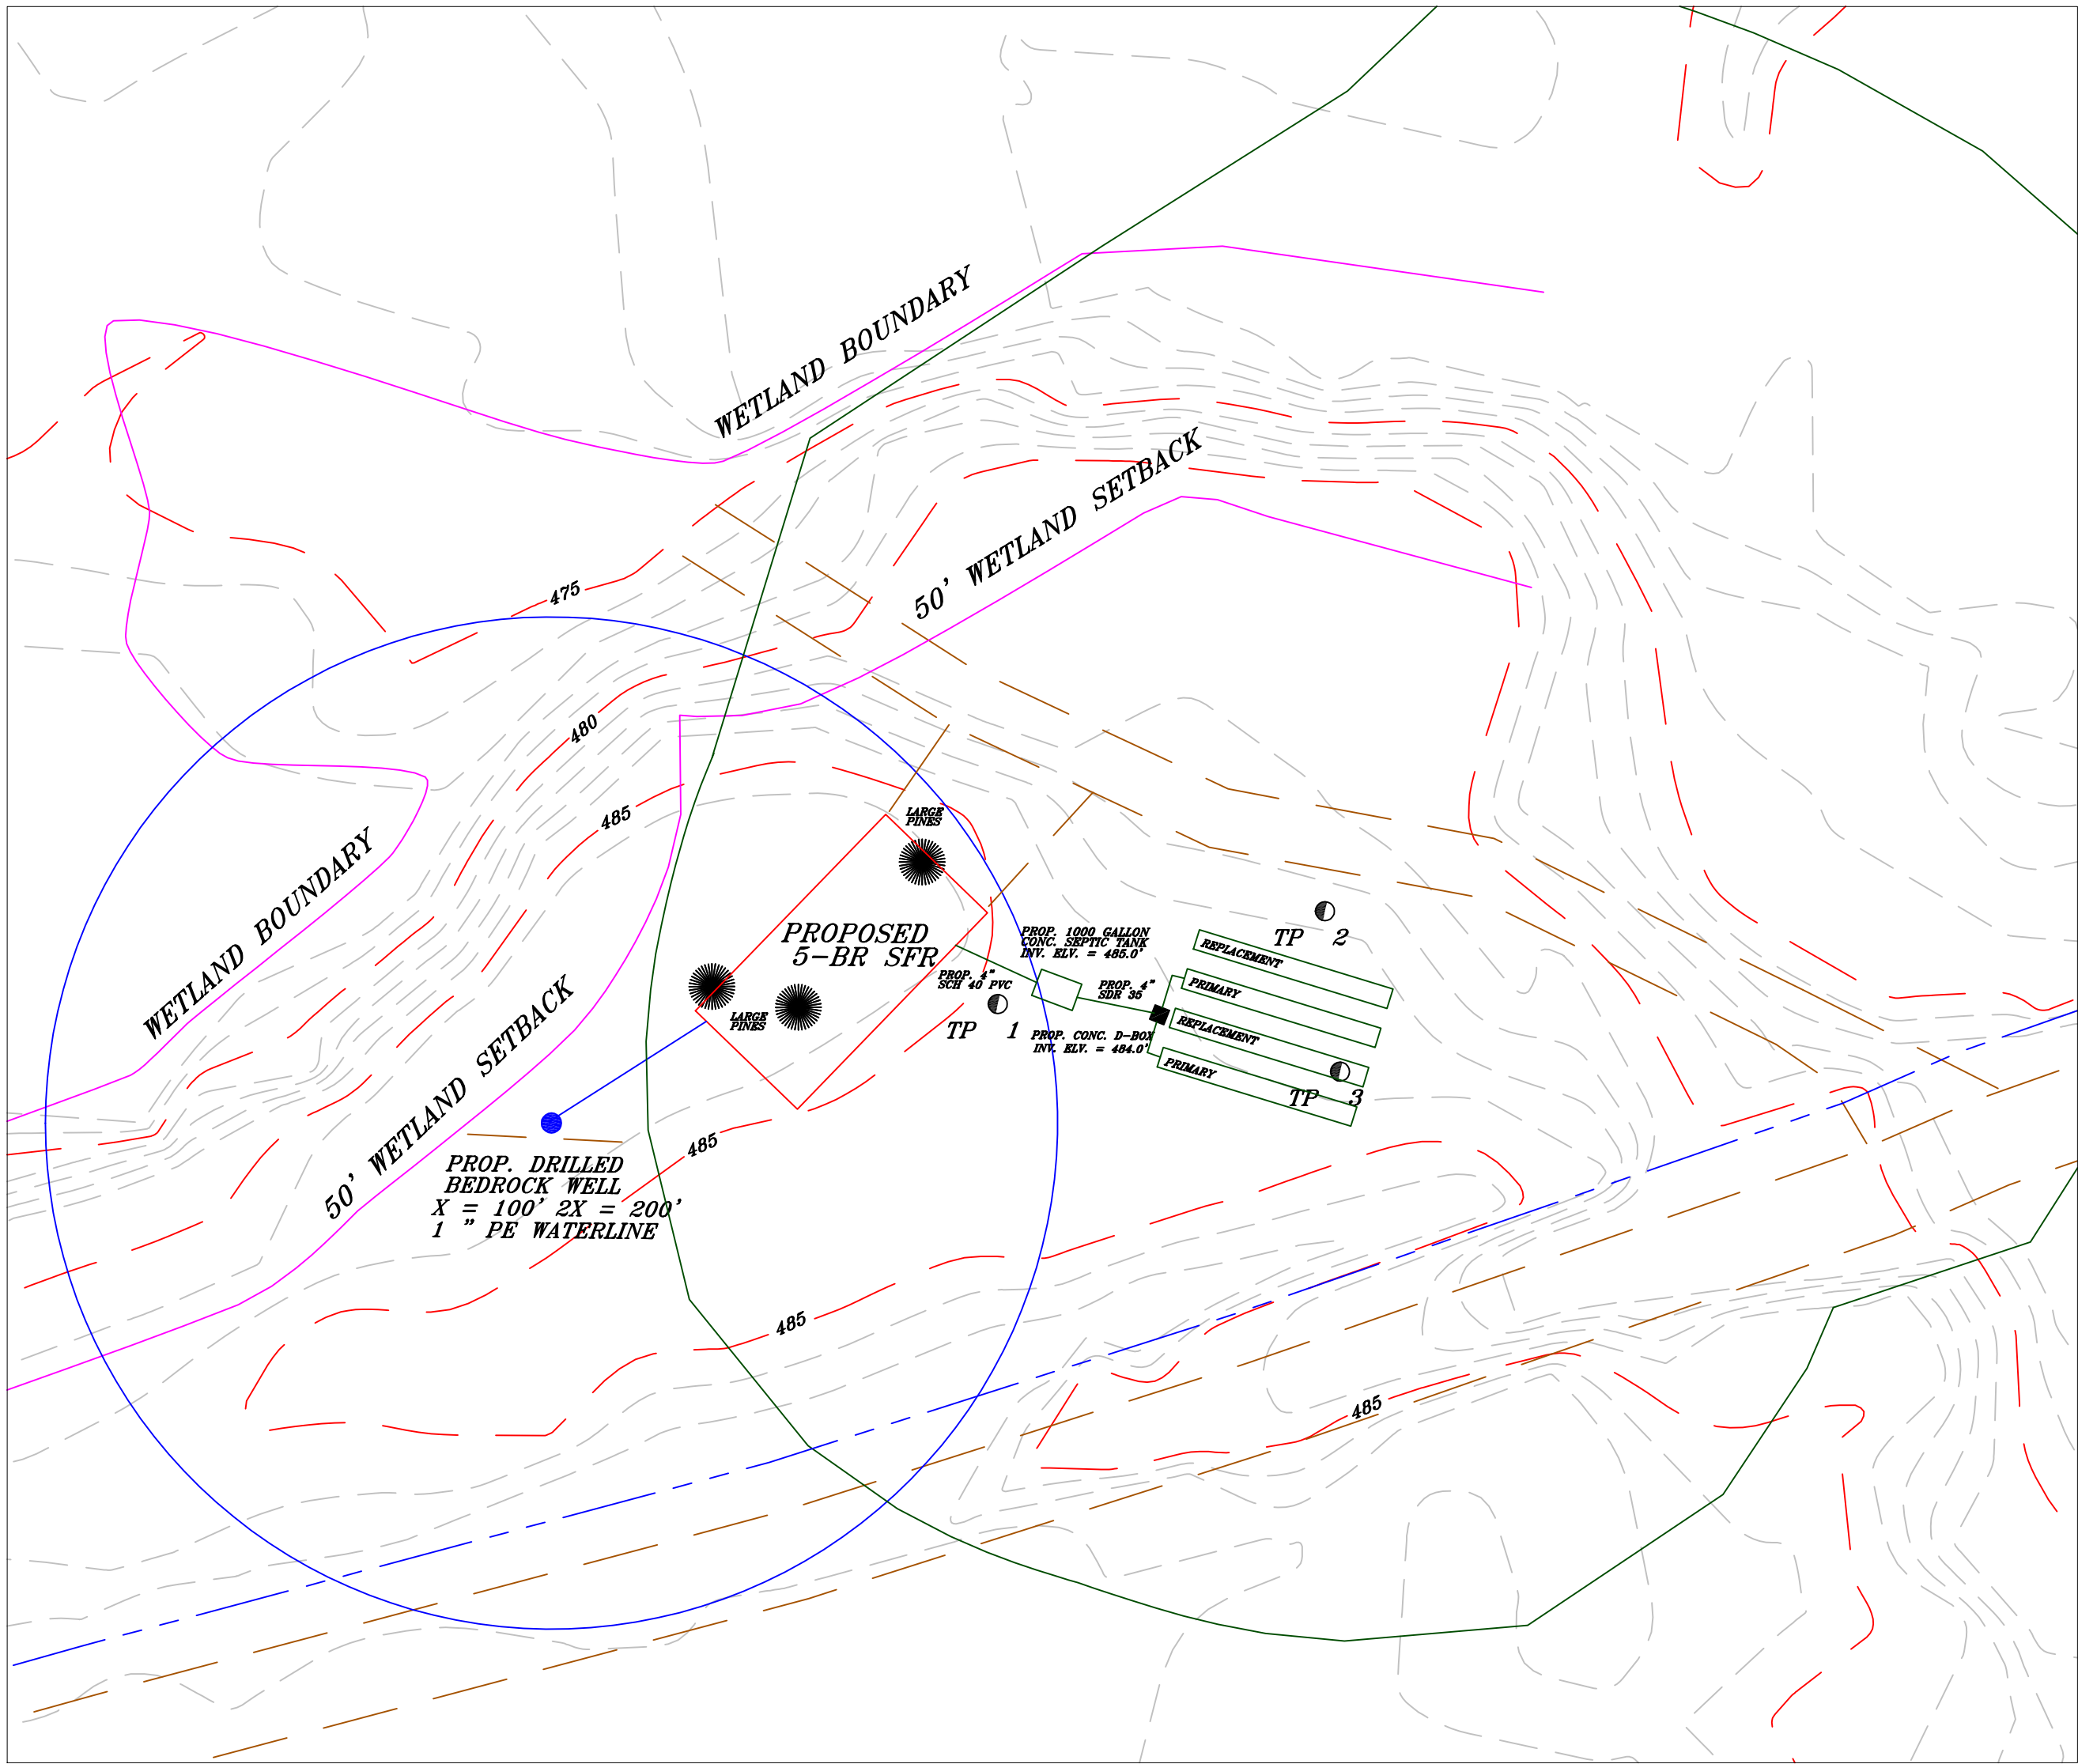 WETLAND BOUNDARY
50' WETLAND SETBACK
475
480
485
LARGE
PINES
WETLAND BOUNDARY
PROPOSED
5-BR SFR
PROP. 1000 GALLON
CONC. SEPTIC TANK
INV. ELV. = 485.0'
TP 2
REPLACEMENT
PROP. 4"
SCH 40 PVC
PROP. 4"
SDR 35
PRIMARY
50' WETLAND SETBACK
LARGE
PINES
TP 1
PROP. CONC. D-BOX
INV. ELV. = 484.0'
REPLACEMENT
PRIMARY
TP 3
485
PROP. DRILLED
BEDROCK WELL
X = 100' 2X = 200'
1 " PE WATERLINE
485
485